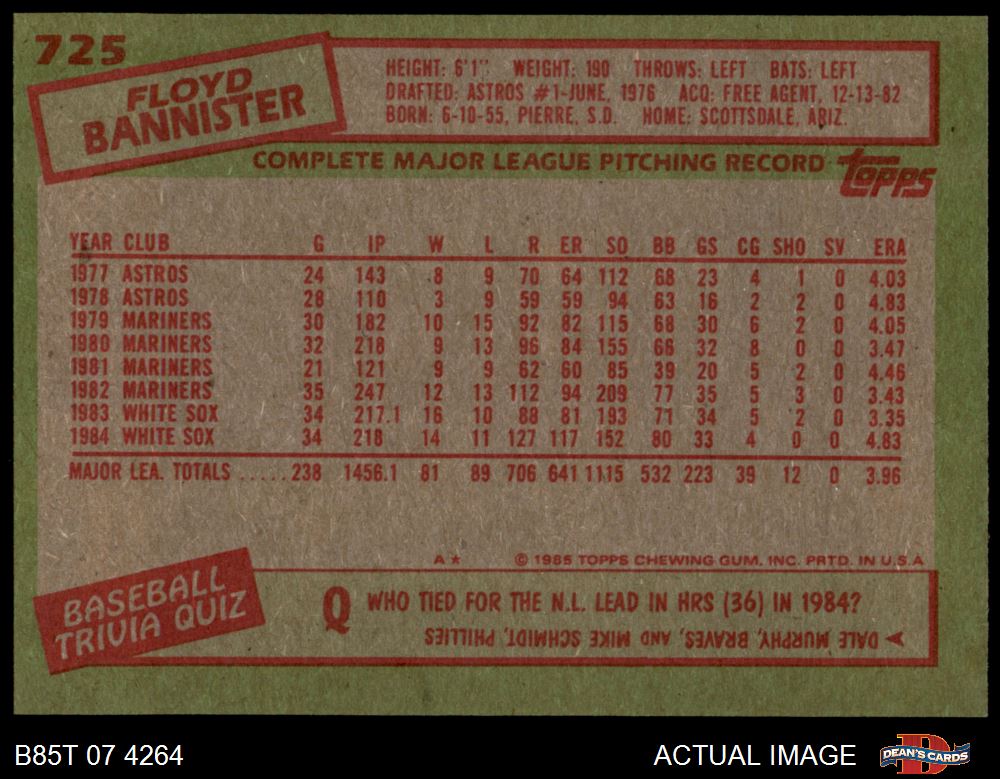 725
FLOYD
BANNISTER
HEIGHT: 6'1" WEIGHT: 190 THROWS: LEFT BATS: LEFT
DRAFTED: ASTROS #1-JUNE, 1976 ACQ: FREE AGENT, 12-13-82
BORN: 6-10-55, PIERRE, S.D. HOME: SCOTTSDALE, ARIZ.
COMPLETE MAJOR LEAGUE PITCHING RECORD
TOPPS
YEAR CLUB G IP W L R ER SO BB GS CG SHO SV ERA
1977 ASTROS 24 143 8 9 70 64 112 68 23 4 1 0 4.03
1978 ASTROS 28 110 3 9 59 59 94 63 16 2 2 0 4.83
1979 MARINERS 30 182 10 15 92 82 115 68 30 6 2 0 4.05
1980 MARINERS 32 218 9 13 96 84 155 66 32 8 0 0 3.47
1981 MARINERS 21 121 9 9 62 60 85 39 20 5 2 0 4.46
1982 MARINERS 35 247 12 13 112 94 209 77 35 5 3 0 3.43
1983 WHITE SOX 34 217.1 16 10 88 81 193 71 34 5 2 0 3.35
1984 WHITE SOX 34 218 14 11 127 117 152 80 33 4 0 0 4.83
MAJOR LEA. TOTALS ..... 238 1456.1 81 89 706 641 1115 532 223 39 12 0 3.96
A★ © 1985 TOPPS CHEWING GUM, INC. PRTD. IN U.S.A
BASEBALL
TRIVIA QUIZ
Q WHO TIED FOR THE N.L. LEAD IN HRS (36) IN 1984?
DALE MURPHY, BRAVES, AND MIKE SCHMIDT, PHILLIES
B85T 07 4264
ACTUAL IMAGE
DEAN'S CARDS